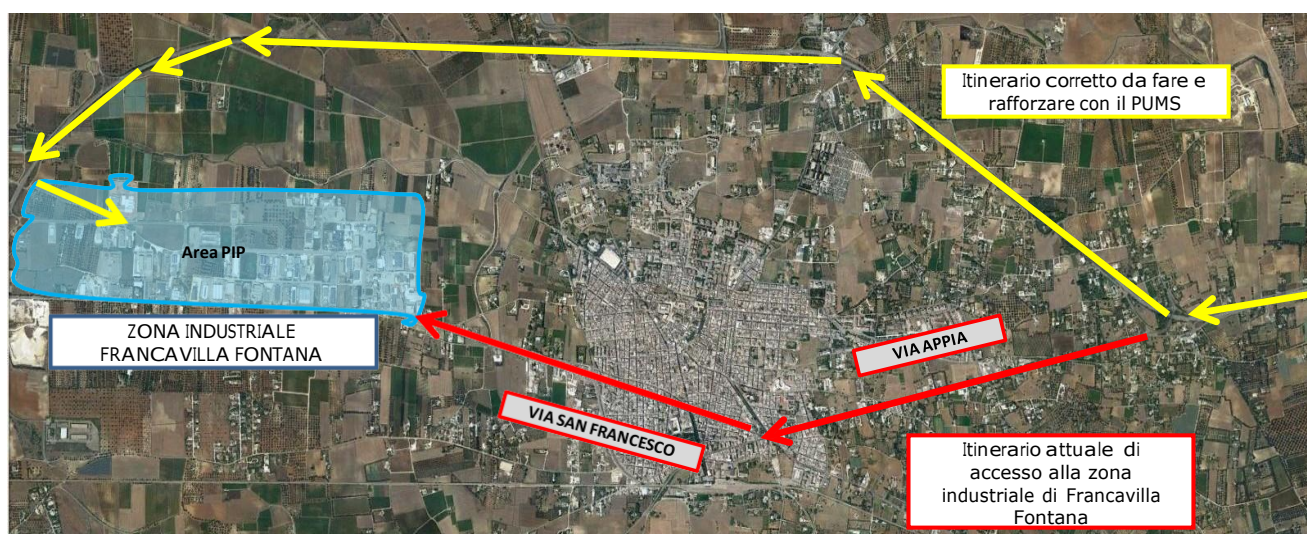 Itinerario corretto da fare e
rafforzare con il PUMS
Area PIP
ZONA INDUSTRIALE
FRANCAVILLA FONTANA
VIA APPIA
VIA SAN FRANCESCO
Itinerario attuale di
accesso alla zona
industriale di Francavilla
Fontana